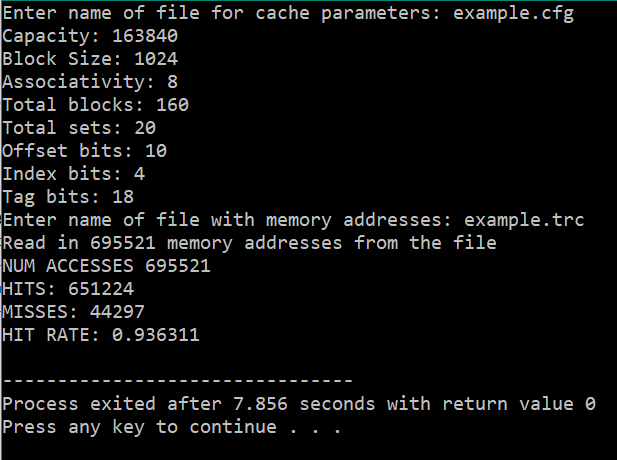 Enter name of file for cache parameters: example.cfg
Capacity: 163840
Block Size: 1024
Associativity: 8
Total blocks: 160
Total sets: 20
Offset bits: 10
Index bits: 4
Tag bits: 18
Enter name of file with memory addresses: example.trc
Read in 695521 memory addresses from the file
NUM ACCESSES 695521
HITS: 651224
MISSES: 44297
HIT RATE: 0.936311
--------------------------------
Process exited after 7.856 seconds with return value 0
Press any key to continue . . .